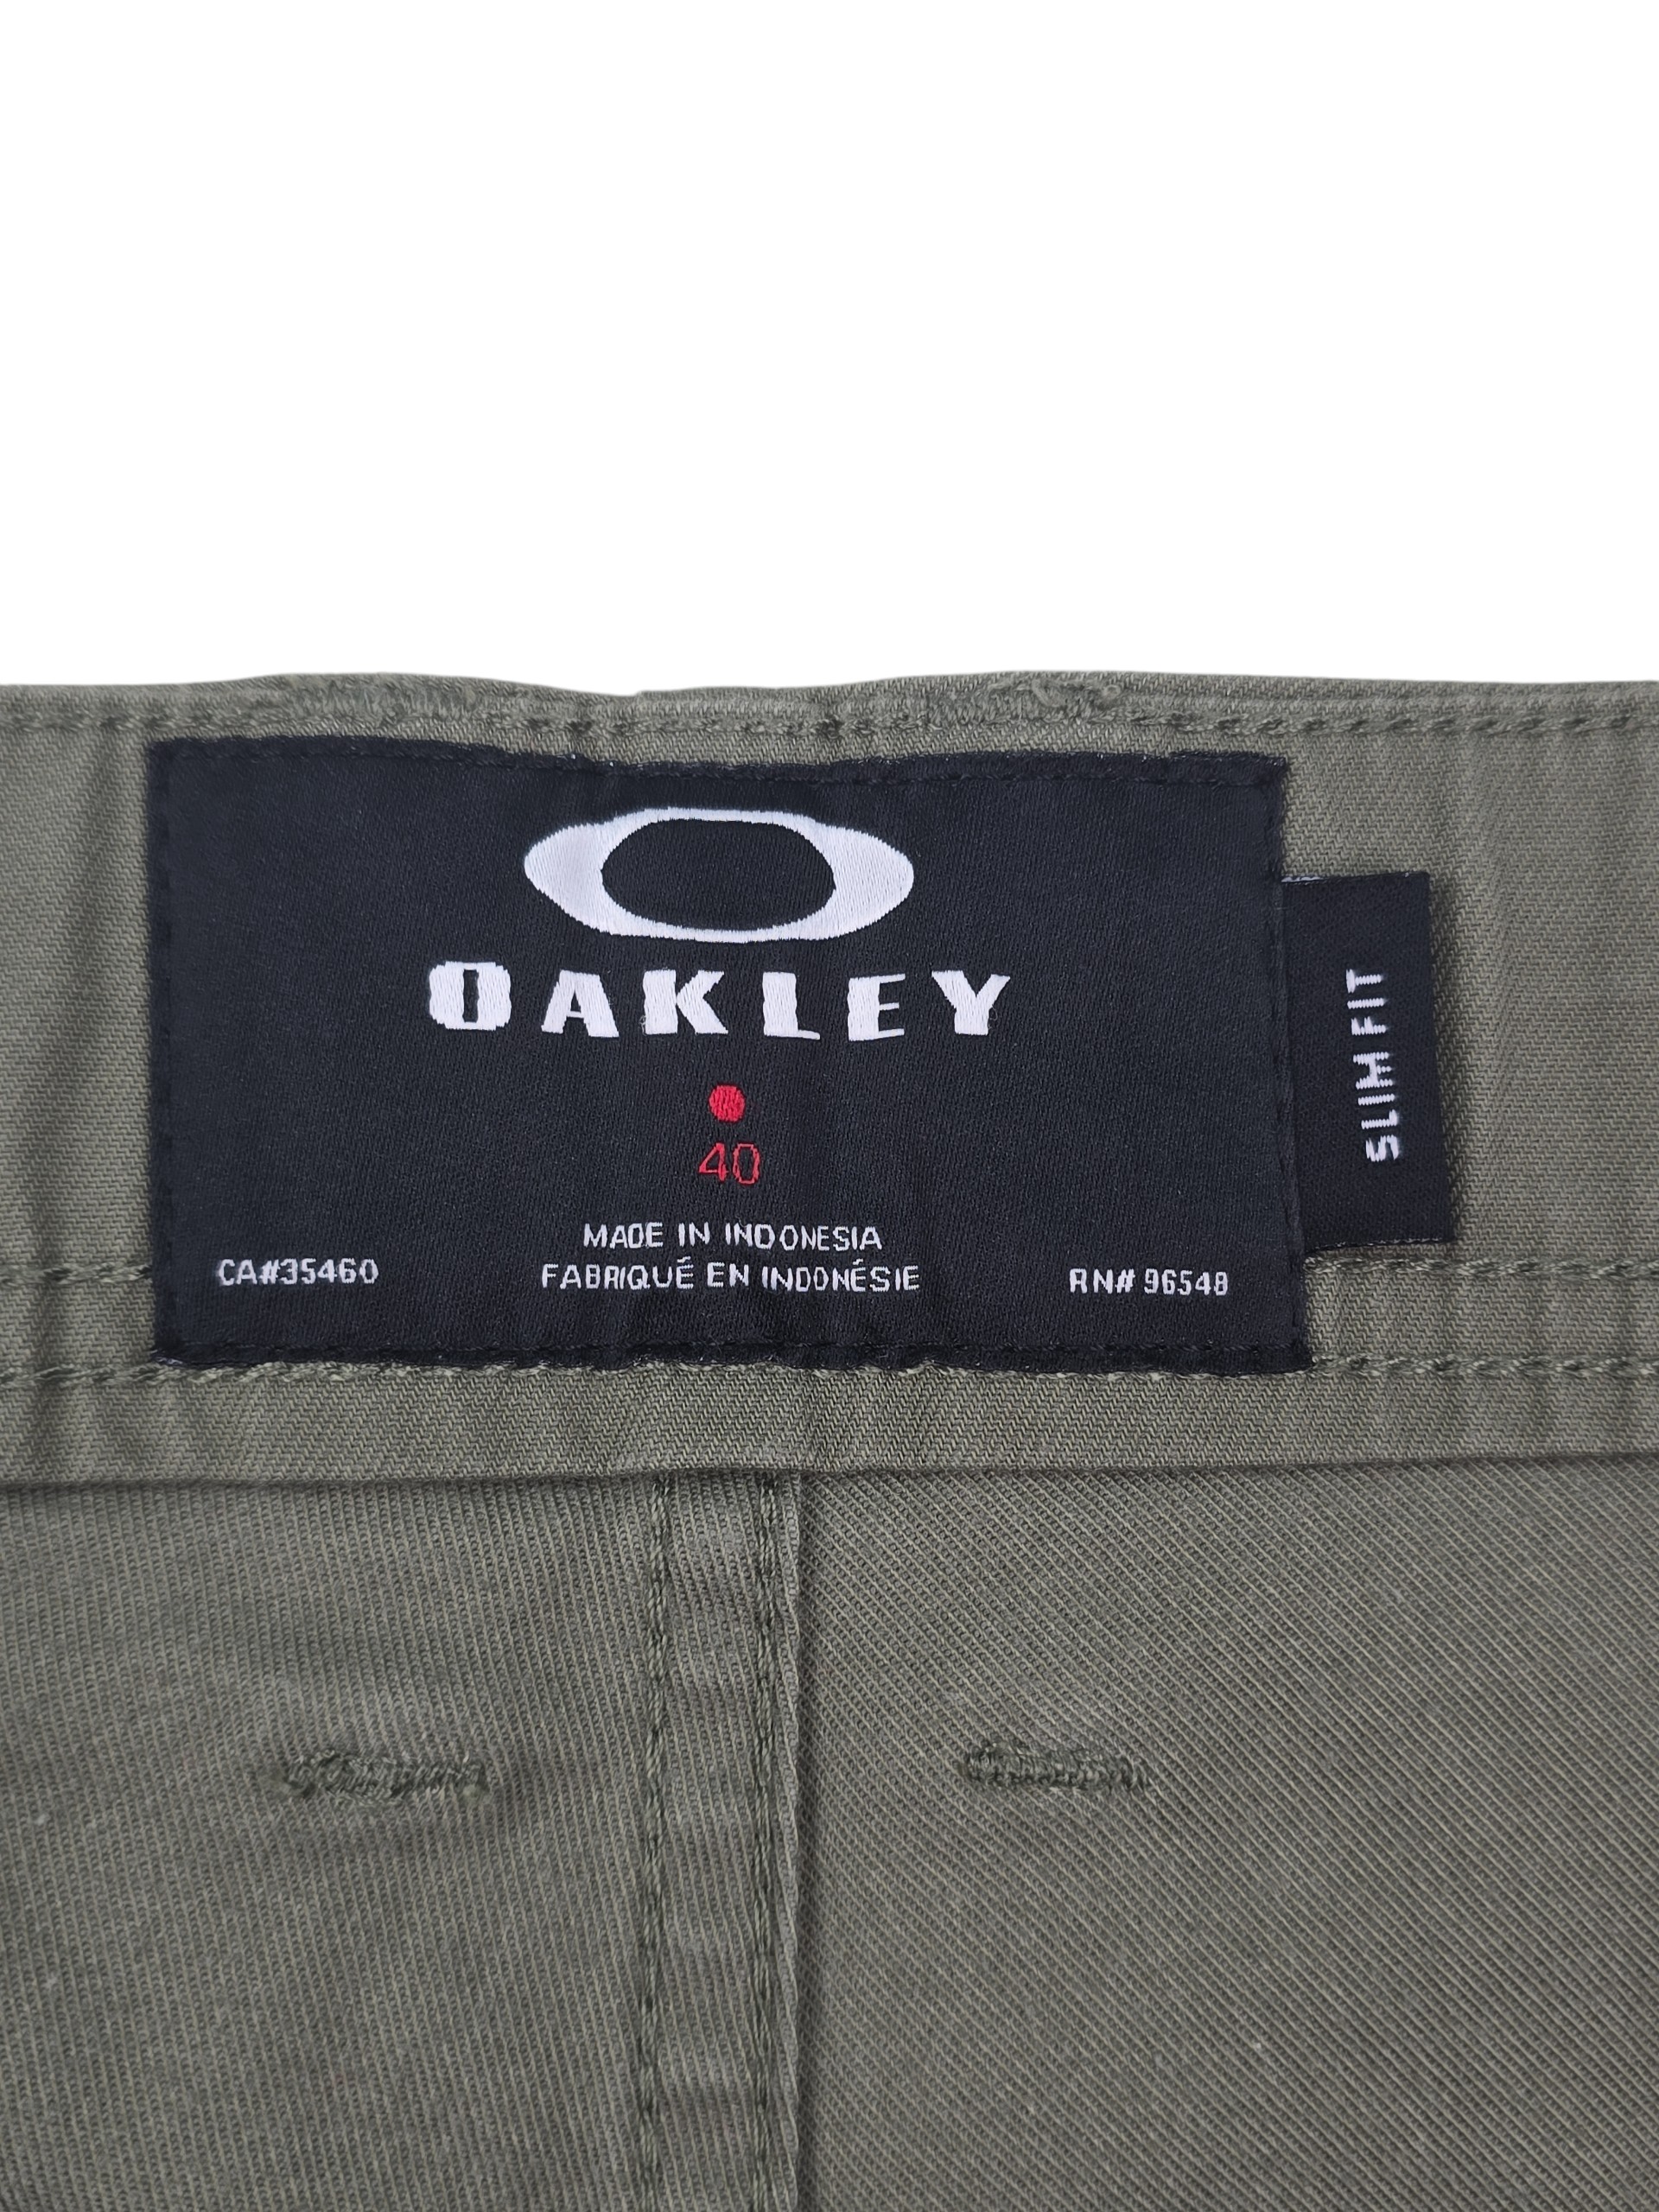 OAKLEY
40
MADE IN INDONESIA
FABRIQUÉ EN INDONÉSIE
CA#35460
RN# 96548
SLIM FIT